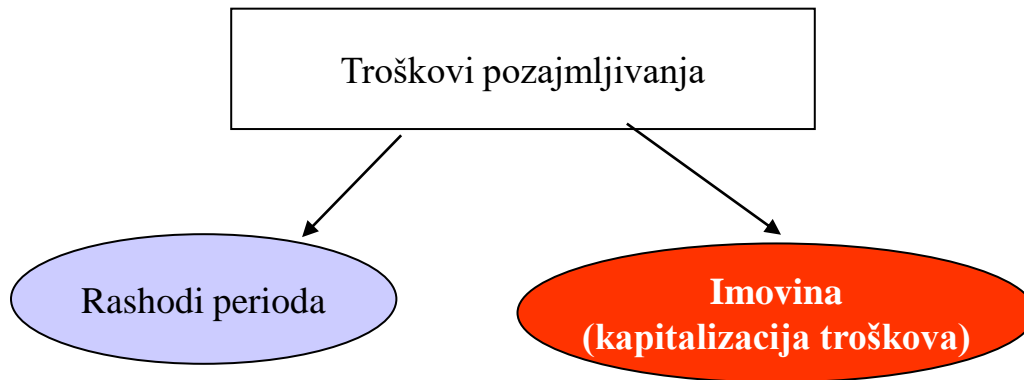 Troškovi pozajmljivanja
Rashodi perioda
Imovina
(kapitalizacija troškova)